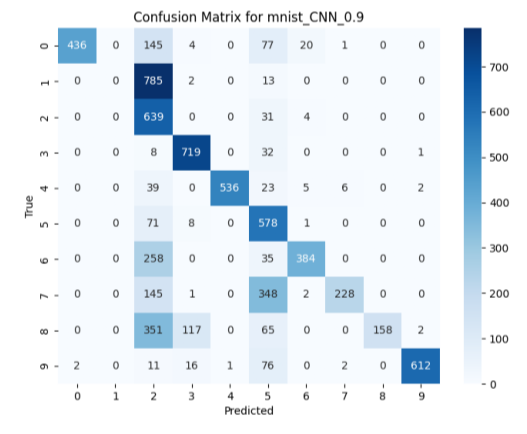 Confusion Matrix for mnist_CNN_0.9
0 436 0 145 4 0 77 20 1 0 0
1 0 0 785 2 0 13 0 0 0 0
2 0 0 639 0 0 31 4 0 0 0
3 0 0 8 719 0 32 0 0 0 1
4 0 0 39 0 536 23 5 6 0 2
5 0 0 71 8 0 578 1 0 0 0
6 0 0 258 0 0 35 384 0 0 0
7 0 0 145 1 0 348 2 228 0 0
8 0 0 351 117 0 65 0 0 158 2
9 2 0 11 16 1 76 0 2 0 612
0 1 2 3 4 5 6 7 8 9
Predicted
True
700
600
500
400
300
200
100
0